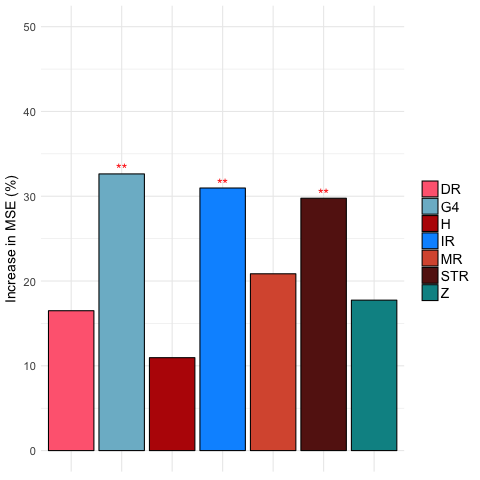 50
40
30
20
10
0
Increase in MSE (%)
**
**
**
DR
G4
H
IR
MR
STR
Z